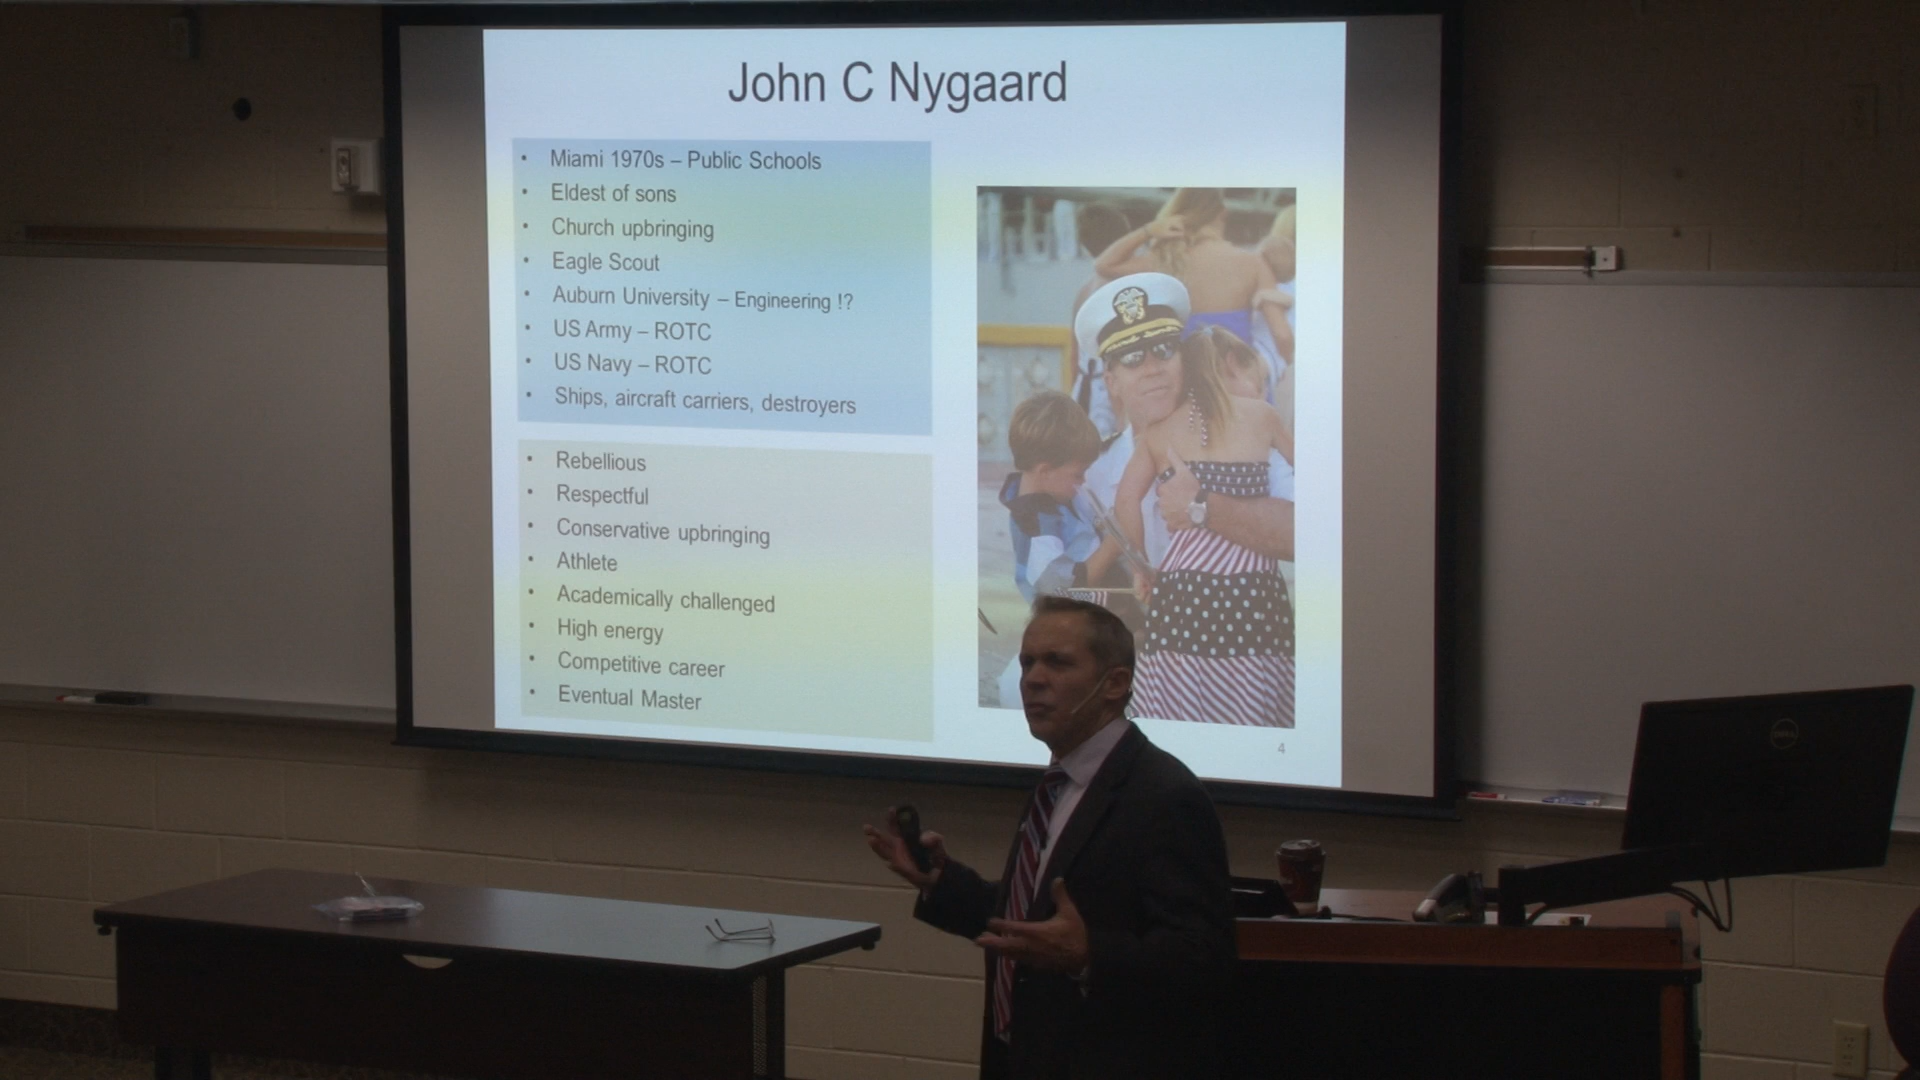 John C Nygaard
• Miami 1970s – Public Schools
• Eldest of sons
• Church upbringing
• Eagle Scout
• Auburn University – Engineering !?
• US Army – ROTC
• US Navy – ROTC
• Ships, aircraft carriers, destroyers
• Rebellious
• Respectful
• Conservative upbringing
• Athlete
• Academically challenged
• High energy
• Competitive career
• Eventual Master
4
DELL